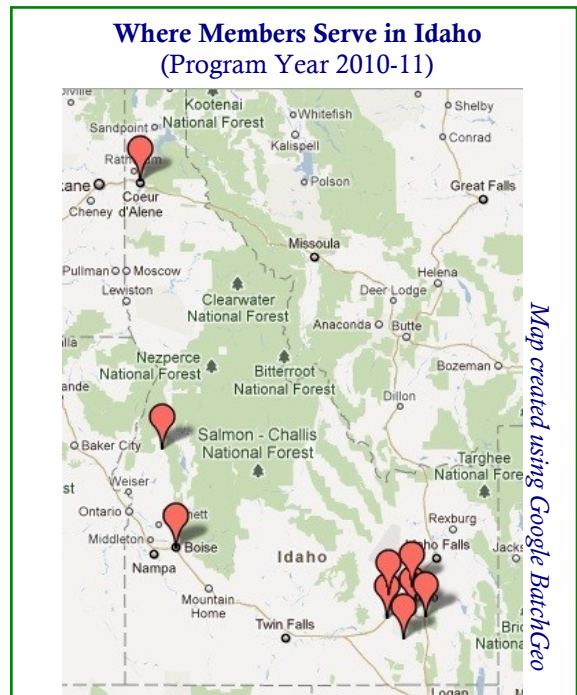 Where Members Serve in Idaho
(Program Year 2010-11)
Kootenai
National Forest
Whitefish
Shelby
Sandpoint
Kalispell
Conrad
Polson
Coeur
d'Alene
Cheney
Great Falls
Missoula
Pullman
Moscow
Helena
Lewiston
Clearwater
National Forest
Deer Lodge
Anaconda
Butte
Nezperce
National Forest
Bitterroot
National Forest
Bozeman
Dillon
Baker City
Salmon - Challis
National Forest
Targhee
Weiser
Ontario
Rexburg
Middleton
Boise
Idaho
Nampa
Mountain
Home
Twin Falls
Map created using Google BatchGeo